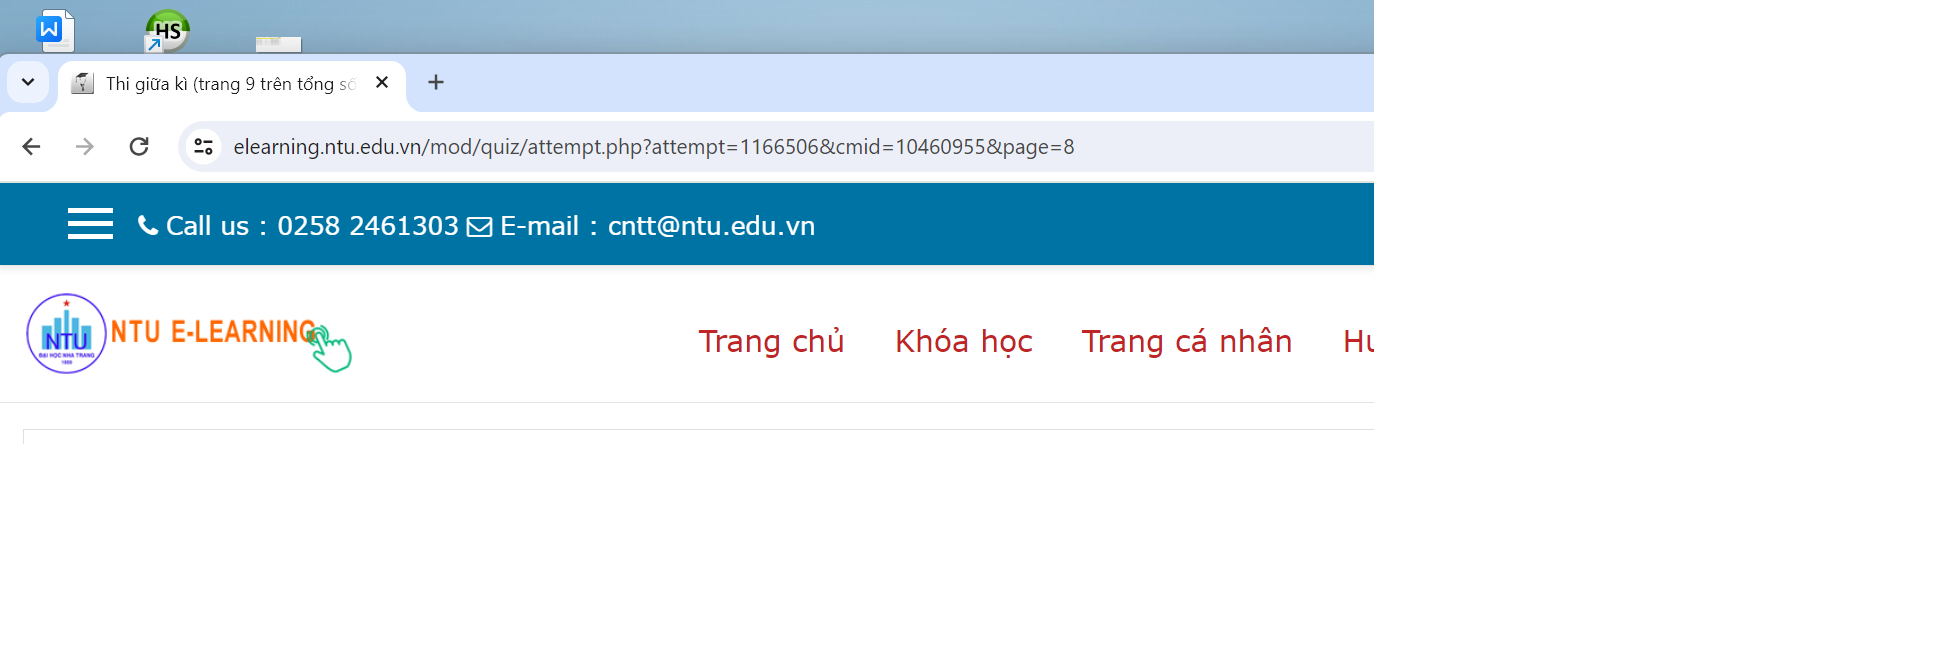 W
HS
Thi giữa kì (trang 9 trên tổng số
elearning.ntu.edu.vn/mod/quiz/attempt.php?attempt=1166506&cmid=10460955&page=8
Call us : 0258 2461303 E-mail : cntt@ntu.edu.vn
NTU
ĐẠI HỌC NHA TRANG
1959
NTU E-LEARNING
Trang chủ Khóa học Trang cá nhân Hư